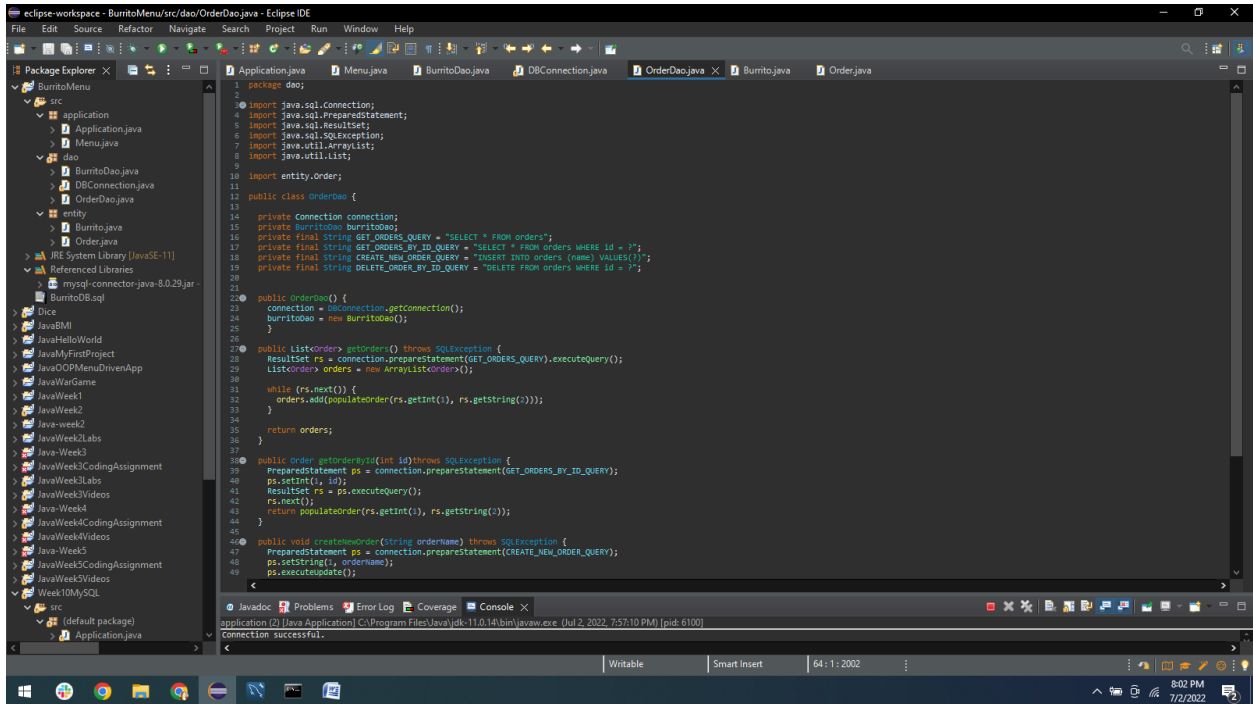 eclipse-workspace - BurritoMenu/src/dao/OrderDao.java - Eclipse IDE
File Edit Source Refactor Navigate Search Project Run Window Help
Package Explorer
Application.java Menu.java BurritoDao.java DBConnection.java OrderDao.java Burrito.java Order.java
BurritoMenu
src
application
Application.java
Menu.java
dao
BurritoDao.java
DBConnection.java
OrderDao.java
entity
Burrito.java
Order.java
JRE System Library [JavaSE-11]
Referenced Libraries
mysql-connector-java-8.0.29.jar -
BurritoDB.sql
Dice
JavaBMI
JavaHelloWorld
JavaMyFirstProject
JavaOOPMenuDrivenApp
JavaWarGame
JavaWeek1
JavaWeek2
Java-week2
JavaWeek2Labs
Java-Week3
JavaWeek3CodingAssignment
JavaWeek3Labs
JavaWeek3Videos
Java-Week4
JavaWeek4CodingAssignment
JavaWeek4Videos
Java-Week5
JavaWeek5CodingAssignment
JavaWeek5Videos
Week10MySQL
src
(default package)
Application.java
1 package dao;
2
3 import java.sql.Connection;
4 import java.sql.PreparedStatement;
5 import java.sql.ResultSet;
6 import java.sql.SQLException;
7 import java.util.ArrayList;
8 import java.util.List;
9
10 import entity.Order;
11
12 public class OrderDao {
13
14 private Connection connection;
15 private BurritoDao burritoDao;
16 private final String GET_ORDERS_QUERY = "SELECT * FROM orders";
17 private final String GET_ORDERS_BY_ID_QUERY = "SELECT * FROM orders WHERE id = ?";
18 private final String CREATE_NEW_ORDER_QUERY = "INSERT INTO orders (name) VALUES(?)";
19 private final String DELETE_ORDER_BY_ID_QUERY = "DELETE FROM orders WHERE id = ?";
20
21
22 public OrderDao() {
23 connection = DBConnection.getConnection();
24 burritoDao = new BurritoDao();
25 }
26
27 public List<Order> getOrders() throws SQLException {
28 ResultSet rs = connection.prepareStatement(GET_ORDERS_QUERY).executeQuery();
29 List<Order> orders = new ArrayList<Order>();
30
31 while (rs.next()) {
32 orders.add(populateOrder(rs.getInt(1), rs.getString(2)));
33 }
34
35 return orders;
36 }
37
38 public Order getOrderById(int id)throws SQLException {
39 PreparedStatement ps = connection.prepareStatement(GET_ORDERS_BY_ID_QUERY);
40 ps.setInt(1, id);
41 ResultSet rs = ps.executeQuery();
42 rs.next();
43 return populateOrder(rs.getInt(1), rs.getString(2));
44 }
45
46 public void createNewOrder(String orderName) throws SQLException {
47 PreparedStatement ps = connection.prepareStatement(CREATE_NEW_ORDER_QUERY);
48 ps.setString(1, orderName);
49 ps.executeUpdate();
Javadoc Problems Error Log Coverage Console
application (2) [Java Application] C:\Program Files\Java\jdk-11.0.14\bin\javaw.exe (Jul 2, 2022, 7:57:10 PM) [pid: 6100]
Connection successful.
Writable Smart Insert 64 : 1 : 2002
8:02 PM
7/2/2022
2